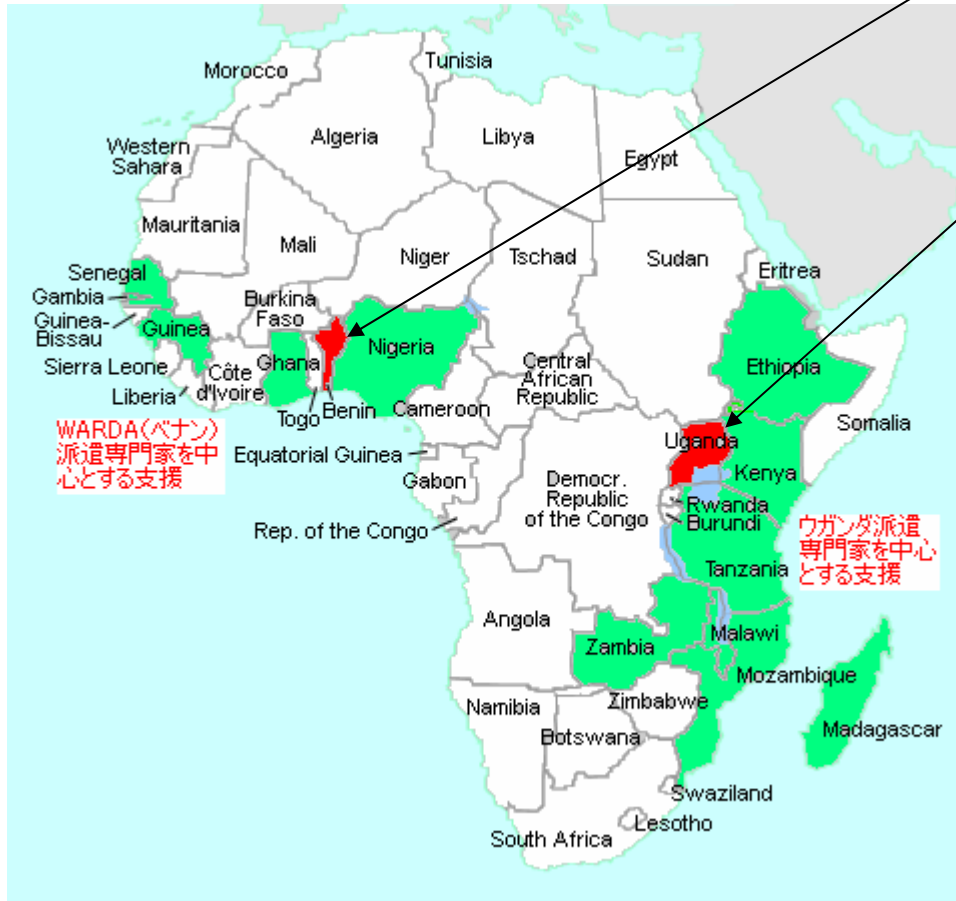 Tunisia
Morocco
Algeria
Libya
Egypt
Western
Sahara
Mauritania
Mali
Niger
Tschad
Sudan
Eritrea
Senegal
Gambia
Guinea-
Bissau
Guinea
Burkina
Faso
Sierra Leone
Liberia
Côte
d'Ivoire
Ghana
Togo
Benin
Nigeria
Cameroon
Central
African
Republic
Ethiopia
Somalia
WARDA(ベナン)
派遣専門家を中
心とする支援
Equatorial Guinea
Gabon
Rep. of the Congo
Democr.
Republic
of the Congo
Uganda
Kenya
Rwanda
Burundi
Tanzania
ウガンダ派遣
専門家を中心
とする支援
Angola
Zambia
Malawi
Mozambique
Madagascar
Namibia
Zimbabwe
Botswana
Swaziland
Lesotho
South Africa